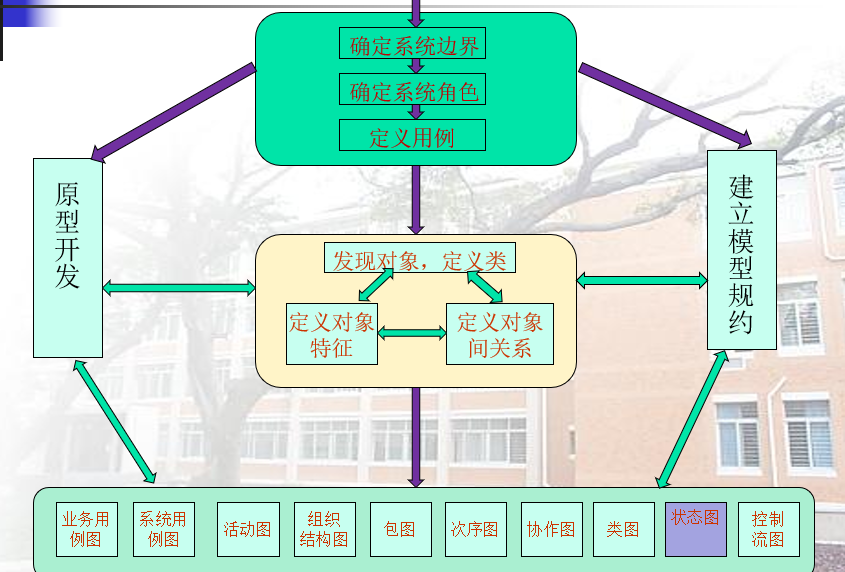 确定系统边界
确定系统角色
定义用例
原
型
开
发
建
立
模
型
规
约
发现对象，定义类
定义对象
特征
定义对象
间关系
业务用
例图
系统用
例图
活动图
组织
结构图
包图
次序图
协作图
类图
状态图
控制
流图